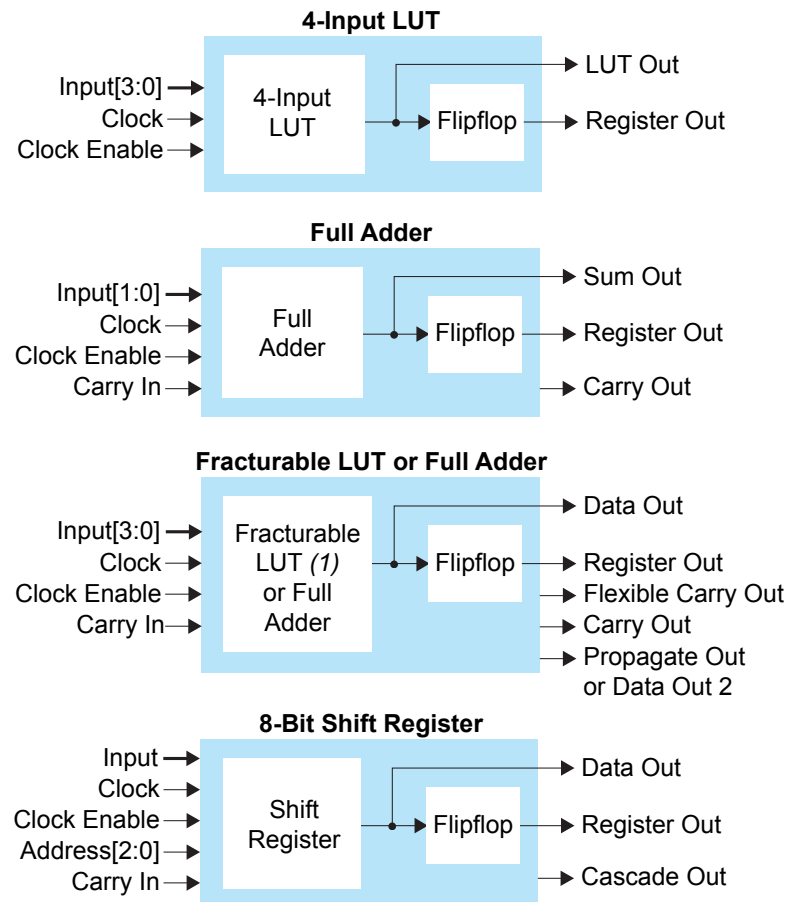 4-Input LUT
Input[3:0]
Clock
Clock Enable
4-Input
LUT
Flipflop
LUT Out
Register Out
Full Adder
Input[1:0]
Clock
Clock Enable
Carry In
Full
Adder
Flipflop
Sum Out
Register Out
Carry Out
Fracturable LUT or Full Adder
Input[3:0]
Clock
Clock Enable
Carry In
Fracturable
LUT (1)
or Full
Adder
Flipflop
Data Out
Register Out
Flexible Carry Out
Carry Out
Propagate Out
or Data Out 2
8-Bit Shift Register
Input
Clock
Clock Enable
Address[2:0]
Carry In
Shift
Register
Flipflop
Data Out
Register Out
Cascade Out